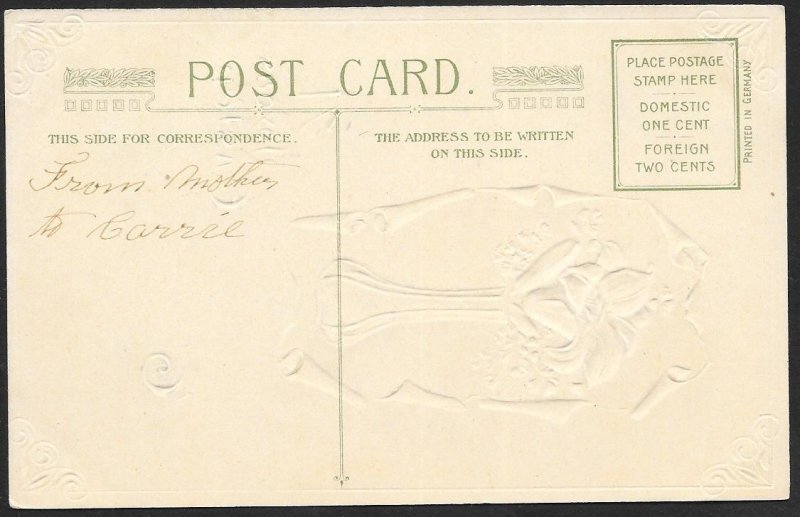 POST CARD.
THIS SIDE FOR CORRESPONDENCE.
From Mother
to Carrie
THE ADDRESS TO BE WRITTEN
ON THIS SIDE.
PLACE POSTAGE
STAMP HERE
DOMESTIC
ONE CENT
FOREIGN
TWO CENTS
PRINTED IN GERMANY